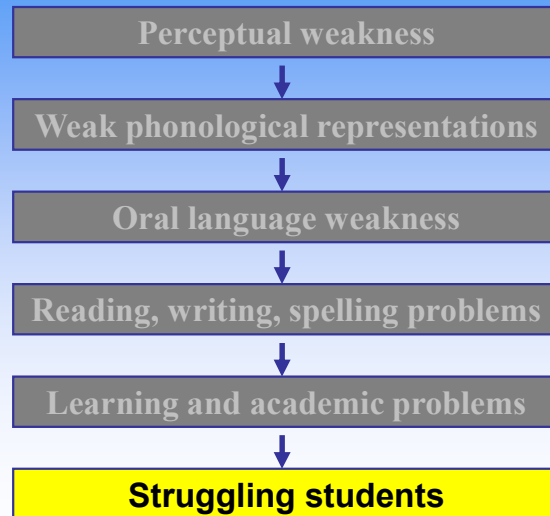 Perceptual weakness
Weak phonological representations
Oral language weakness
Reading, writing, spelling problems
Learning and academic problems
Struggling students